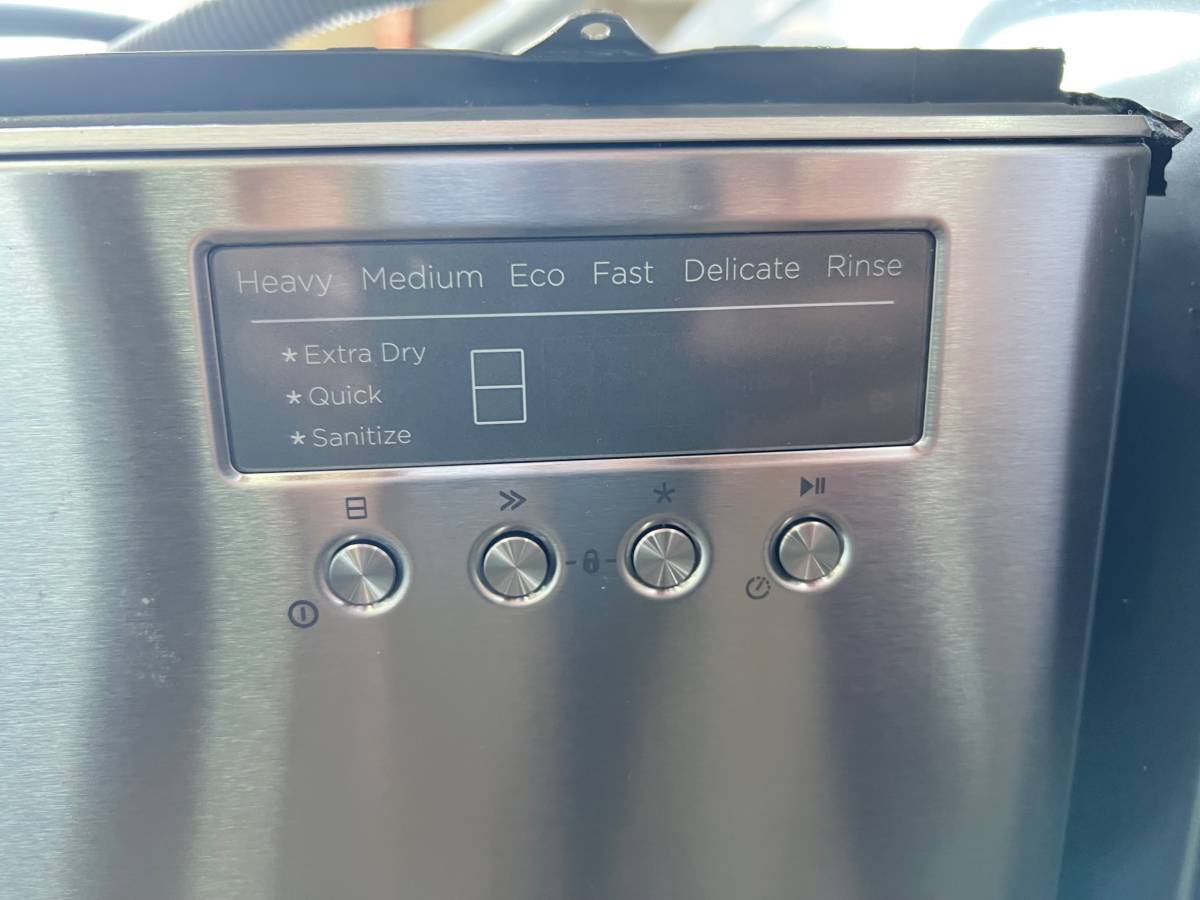 Heavy Medium Eco Fast Delicate Rinse
* Extra Dry
* Quick
* Sanitize